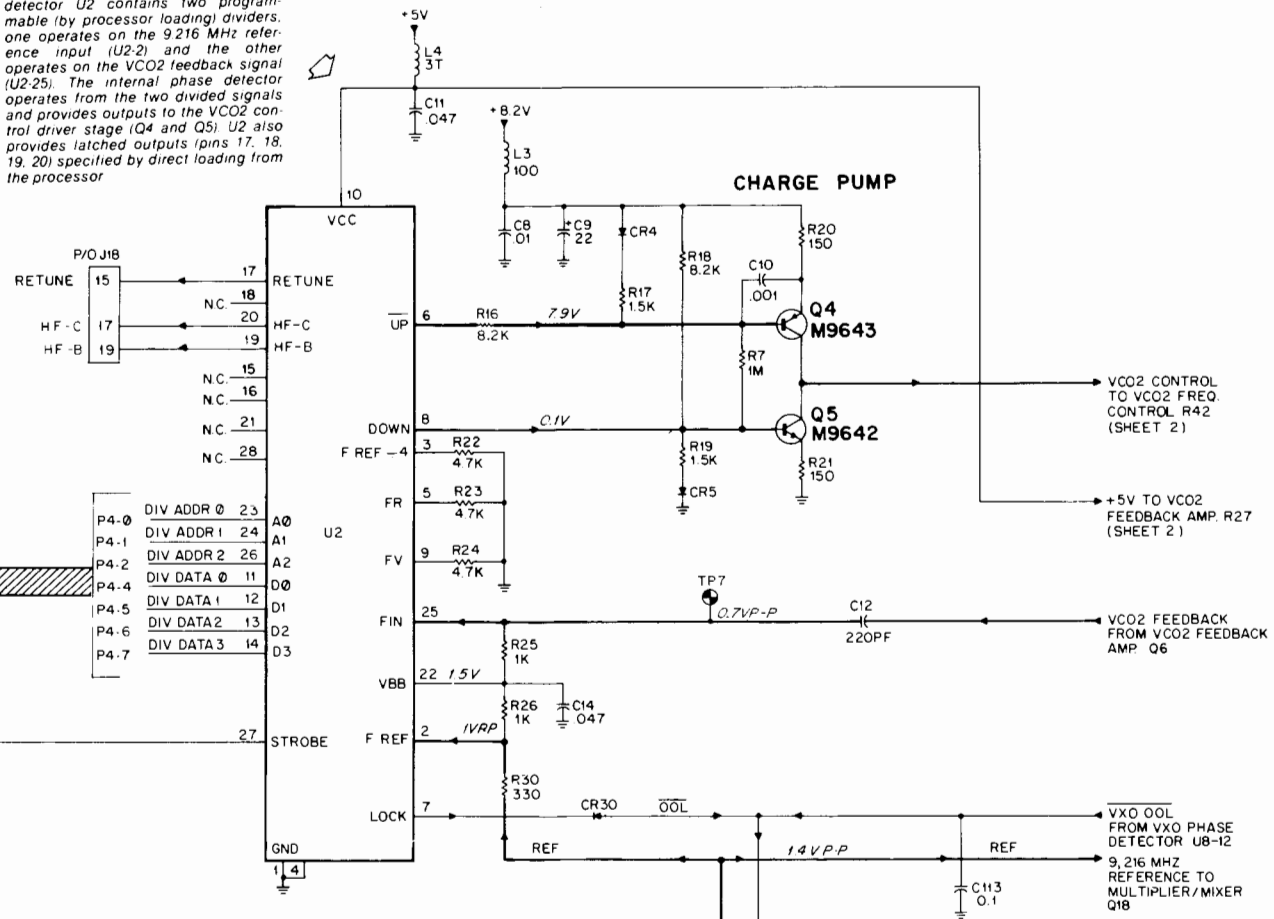 detector U2 contains two program-
mable (by processor loading) dividers,
one operates on the 9.216 MHz refer-
ence input (U2-2) and the other
operates on the VCO2 feedback signal
(U2-25). The internal phase detector
operates from the two divided signals
and provides outputs to the VCO2 con-
trol driver stage (Q4 and Q5). U2 also
provides latched outputs (pins 17, 18,
19, 20) specified by direct loading from
the processor
+5V
L4
3T
C11
.047
+8.2V
L3
100
CHARGE PUMP
10
VCC
C8
.01
+C9
22
CR4
R18
8.2K
R20
150
C10
.001
R17
1.5K
P/O J18
RETUNE 15
17 RETUNE
N.C. 18
HF-C 17
20 HF-C
HF-B 19
19 HF-B
UP 6
R16
8.2K
7.9V
Q4
M9643
R7
1M
N.C. 15
N.C. 16
N.C. 21
N.C. 28
VCO2 CONTROL
TO VCO2 FREQ.
CONTROL R42
(SHEET 2)
DOWN 8
0.1V
Q5
M9642
F REF-4 3
R22
4.7K
R19
1.5K
R21
150
CR5
FR 5
R23
4.7K
+5V TO VCO2
FEEDBACK AMP. R27
(SHEET 2)
U2
FV 9
R24
4.7K
P4-0 DIV ADDR 0 23 A0
P4-1 DIV ADDR 1 24 A1
P4-2 DIV ADDR 2 26 A2
P4-4 DIV DATA 0 11 D0
P4-5 DIV DATA 1 12 D1
P4-6 DIV DATA 2 13 D2
P4-7 DIV DATA 3 14 D3
TP7
FIN 25
0.7VP-P
C12
220PF
VCO2 FEEDBACK
FROM VCO2 FEEDBACK
AMP. Q6
R25
1K
VBB 22 1.5V
R26
1K
C14
.047
27 STROBE
F REF 2
1VRP
R30
330
LOCK 7
CR30
OOL
VXO OOL
FROM VXO PHASE
DETECTOR U8-12
GND
1 4
REF
1.4VP-P
REF
9,216 MHZ
REFERENCE TO
MULTIPLIER/MIXER
Q18
C113
0.1